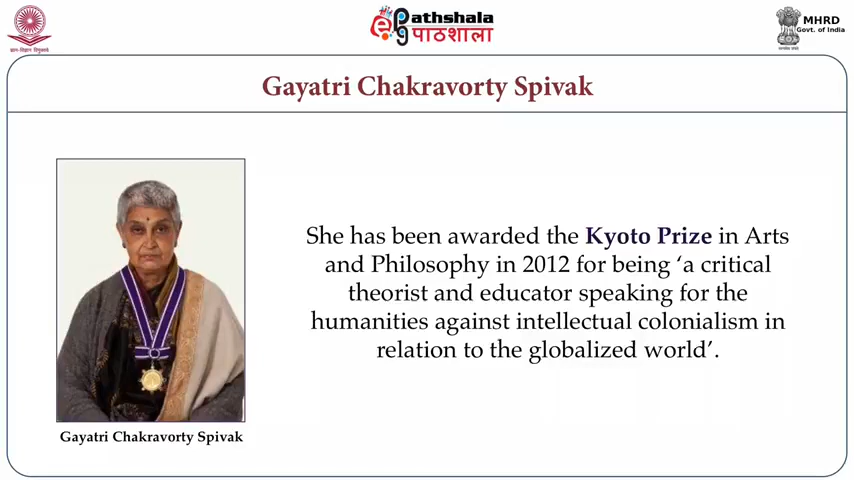 ePathshala
पाठशाला
MHRD
Govt. of India
Gayatri Chakravorty Spivak
She has been awarded the Kyoto Prize in Arts
and Philosophy in 2012 for being ‘a critical
theorist and educator speaking for the
humanities against intellectual colonialism in
relation to the globalized world’.
Gayatri Chakravorty Spivak